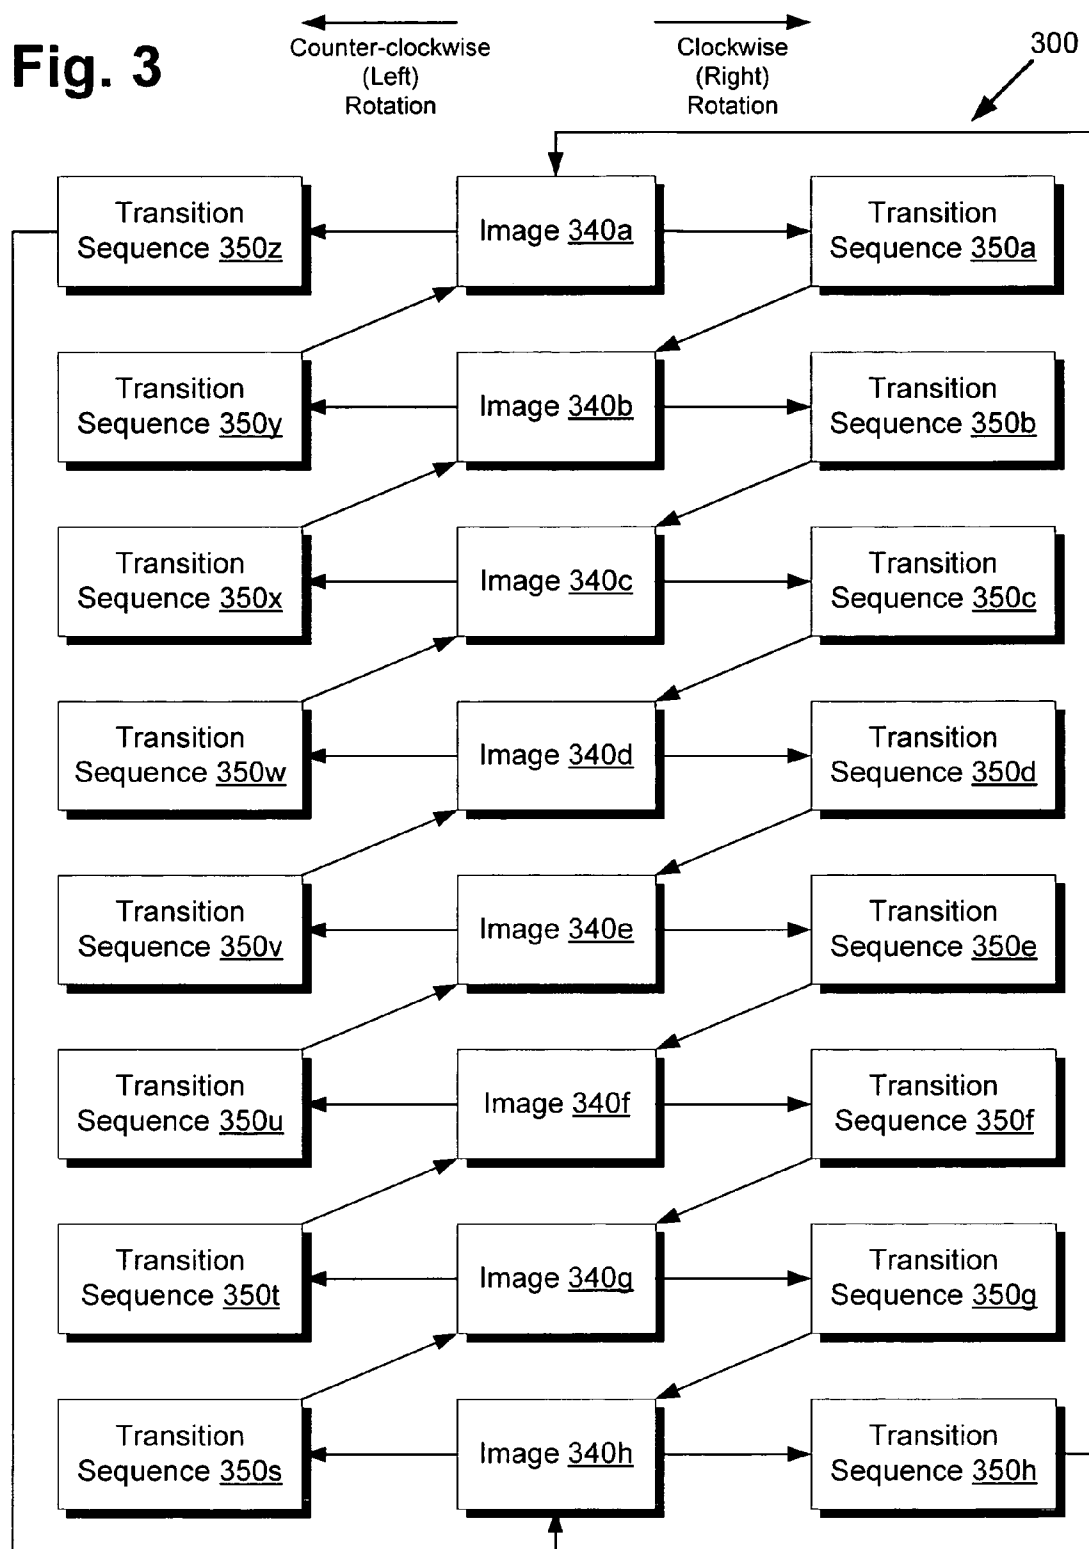 Fig. 3
Counter-clockwise
(Left)
Rotation
Clockwise
(Right)
Rotation
300
Transition
Sequence 350z
Image 340a
Transition
Sequence 350a
Transition
Sequence 350y
Image 340b
Transition
Sequence 350b
Transition
Sequence 350x
Image 340c
Transition
Sequence 350c
Transition
Sequence 350w
Image 340d
Transition
Sequence 350d
Transition
Sequence 350v
Image 340e
Transition
Sequence 350e
Transition
Sequence 350u
Image 340f
Transition
Sequence 350f
Transition
Sequence 350t
Image 340g
Transition
Sequence 350g
Transition
Sequence 350s
Image 340h
Transition
Sequence 350h